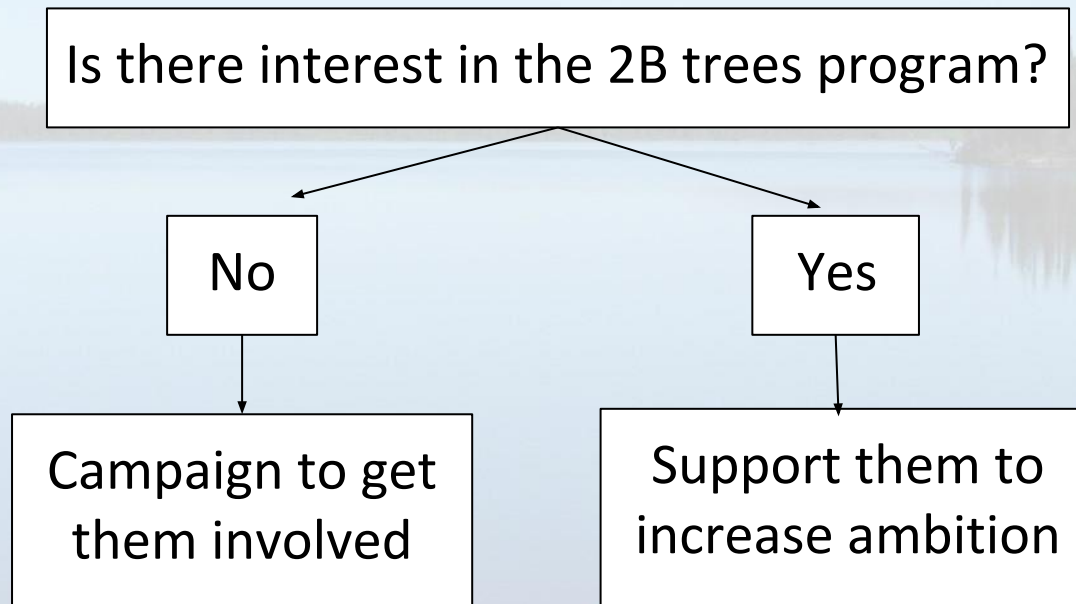 Is there interest in the 2B trees program?
No
Yes
Campaign to get
them involved
Support them to
increase ambition